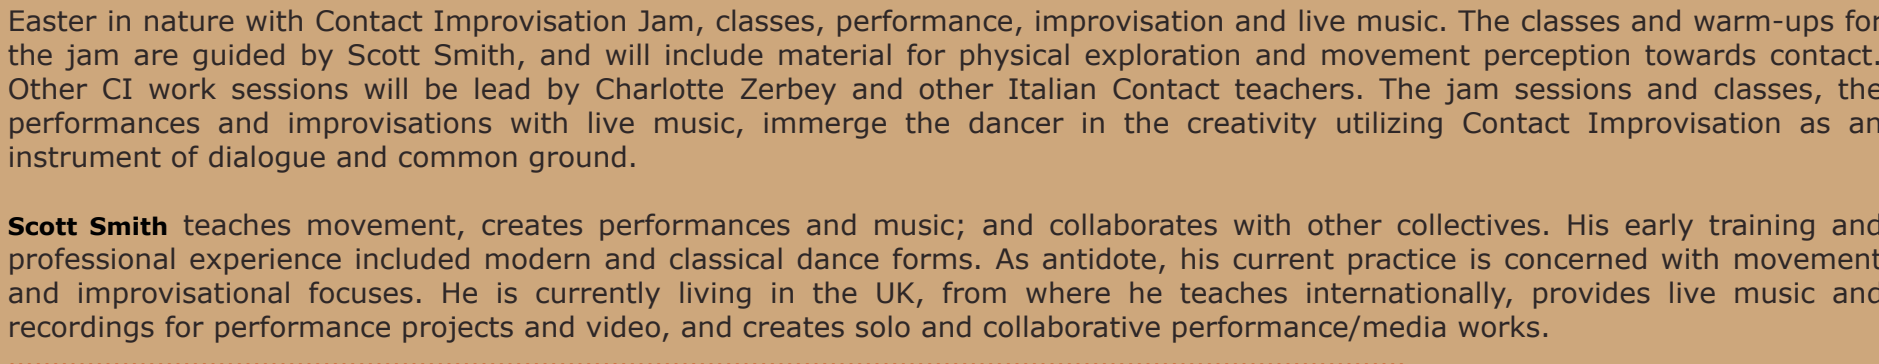 Easter in nature with Contact Improvisation Jam, classes, performance, improvisation and live music. The classes and warm-ups for
the jam are guided by Scott Smith, and will include material for physical exploration and movement perception towards contact.
Other CI work sessions will be lead by Charlotte Zerbey and other Italian Contact teachers. The jam sessions and classes, the
performances and improvisations with live music, immerge the dancer in the creativity utilizing Contact Improvisation as an
instrument of dialogue and common ground.
Scott Smith teaches movement, creates performances and music; and collaborates with other collectives. His early training and
professional experience included modern and classical dance forms. As antidote, his current practice is concerned with movement
and improvisational focuses. He is currently living in the UK, from where he teaches internationally, provides live music and
recordings for performance projects and video, and creates solo and collaborative performance/media works.